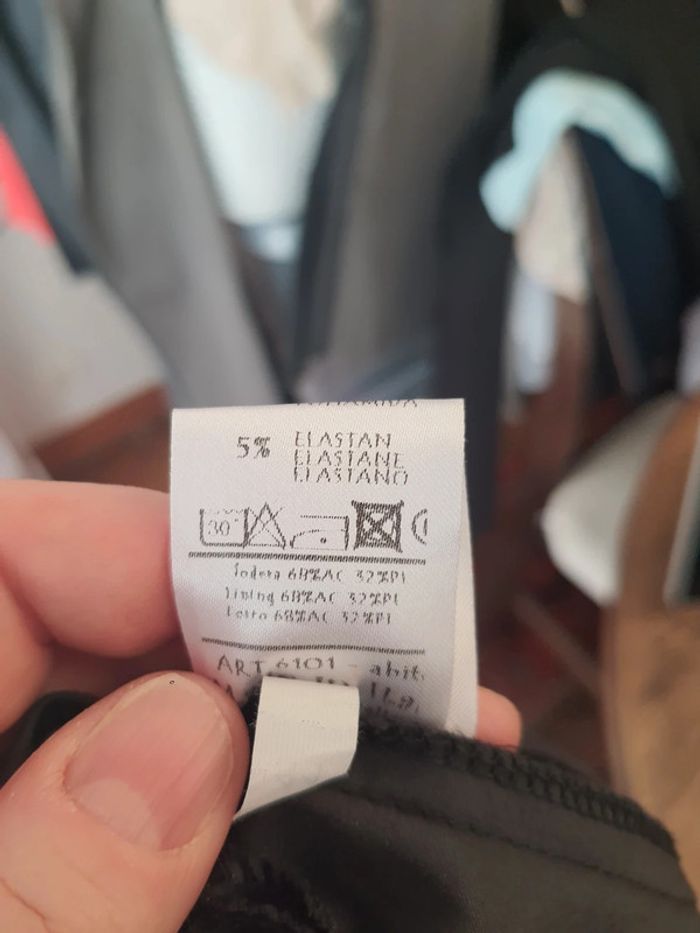 5% ELASTAN
ELASTANE
ELASTANO
30°
fodera 68%AC 32%PL
lining 68%AC 32%PL
68%AC 32%PL
ART.6101 - abit